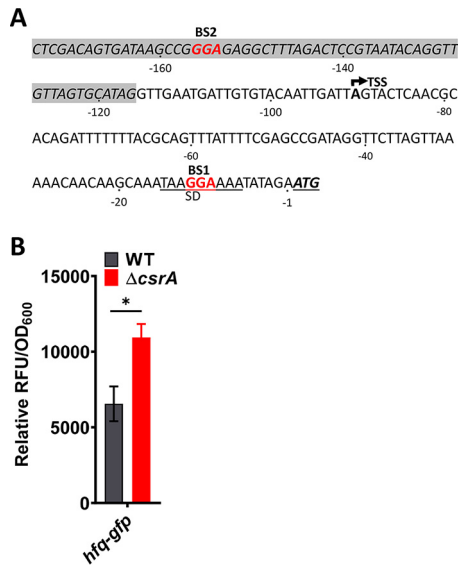 A
BS2
CTCGACAGTGATAAGCCGGGAGAGGCTTTAGACTCCGTAATACAGGTT
-160 -140
GTTAGTGCATAGGTTGAATGATTGTGTACAATTGATTAGTACTCAACGC
TSS
-120 -100 -80
ACAGATTTTTTTACGCAGTTTATTTTCGAGCCGATAGGTTCTTAGTTAA
-60 -40
BS1
AAACAACAAGCAAATAAGGAAAATATAGAATG
SD
-20 -1
B
WT
ΔcsrA
*
Relative RFU/OD600
15000
10000
5000
0
hfq-gfp